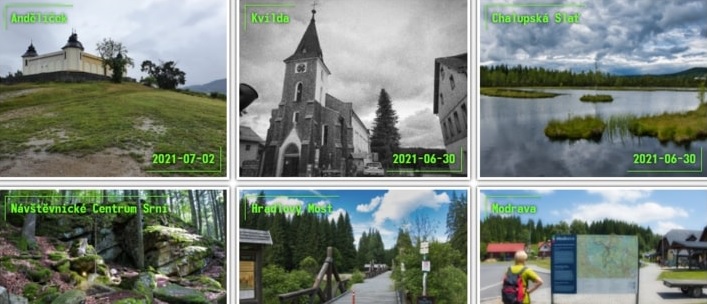 Andělíček
2021-07-02
Kvilda
2021-06-30
Chalupská Slať
2021-06-30
Návštěvnické Centrum Srní
Hradlový Most
Modrava